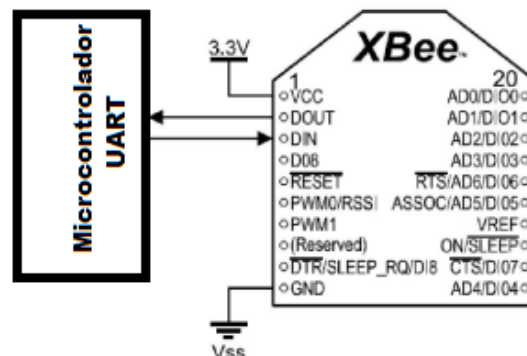 Microcontrolador
UART
3.3V
XBee™
1
20
VCC
DOUT
DIN
DO8
RESET
PWM0/RSSI
PWM1
(Reserved)
DTR/SLEEP_RQ/DI8
GND
AD0/DIO0
AD1/DIO1
AD2/DIO2
AD3/DIO3
RTS/AD6/DIO6
ASSOC/AD5/DIO5
VREF
ON/SLEEP
CTS/DIO7
AD4/DIO4
Vss